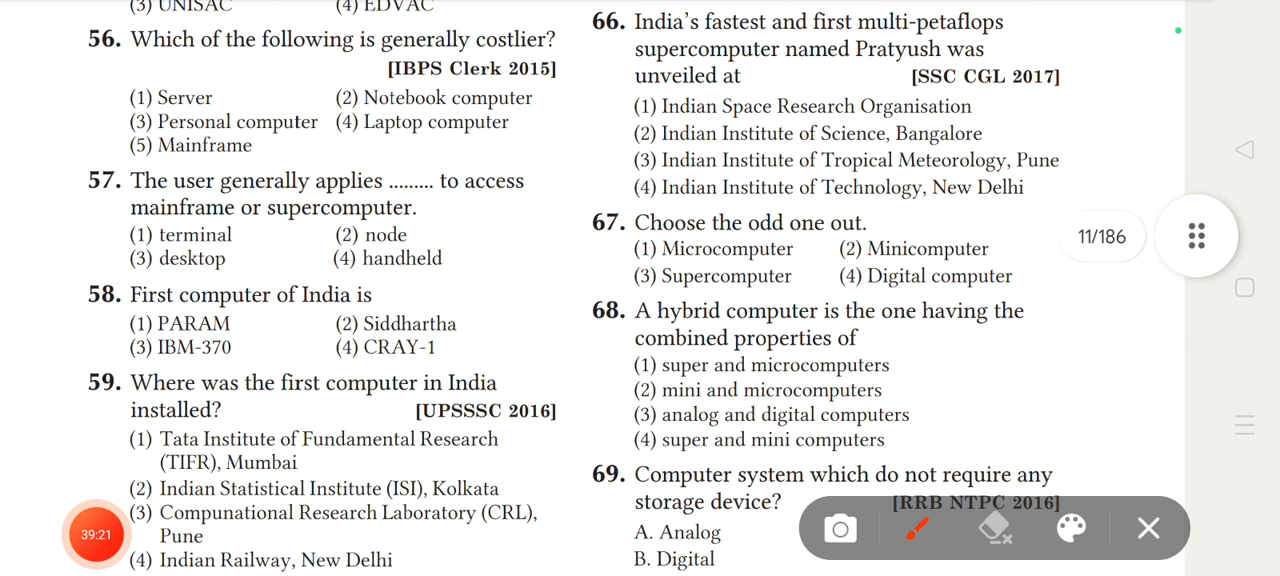 (3) UNISAC (4) EDVAC
56. Which of the following is generally costlier?
[IBPS Clerk 2015]
(1) Server (2) Notebook computer
(3) Personal computer (4) Laptop computer
(5) Mainframe
57. The user generally applies ......... to access
mainframe or supercomputer.
(1) terminal (2) node
(3) desktop (4) handheld
58. First computer of India is
(1) PARAM (2) Siddhartha
(3) IBM-370 (4) CRAY-1
59. Where was the first computer in India
installed? [UPSSSC 2016]
(1) Tata Institute of Fundamental Research
(TIFR), Mumbai
(2) Indian Statistical Institute (ISI), Kolkata
(3) Compunational Research Laboratory (CRL),
Pune
(4) Indian Railway, New Delhi
39:21
66. India's fastest and first multi-petaflops
supercomputer named Pratyush was
unveiled at [SSC CGL 2017]
(1) Indian Space Research Organisation
(2) Indian Institute of Science, Bangalore
(3) Indian Institute of Tropical Meteorology, Pune
(4) Indian Institute of Technology, New Delhi
67. Choose the odd one out.
(1) Microcomputer (2) Minicomputer
(3) Supercomputer (4) Digital computer
68. A hybrid computer is the one having the
combined properties of
(1) super and microcomputers
(2) mini and microcomputers
(3) analog and digital computers
(4) super and mini computers
69. Computer system which do not require any
storage device? [RRB NTPC 2016]
A. Analog
B. Digital
11/186